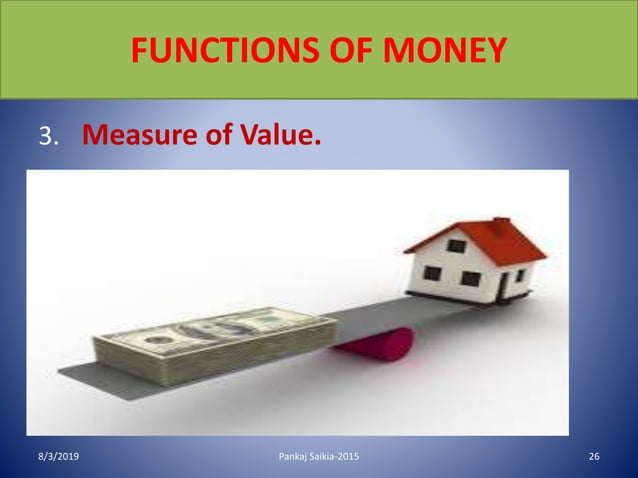 FUNCTIONS OF MONEY
3. Measure of Value.
8/3/2019 Pankaj Saikia-2015 26